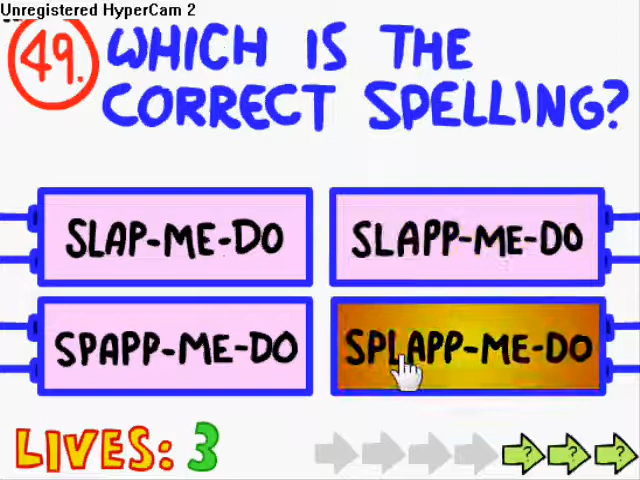 Unregistered HyperCam 2
49. WHICH IS THE
CORRECT SPELLING?
SLAP-ME-DO
SLAPP-ME-DO
SPAPP-ME-DO
SPLAPP-ME-DO
LIVES: 3
? ? ?